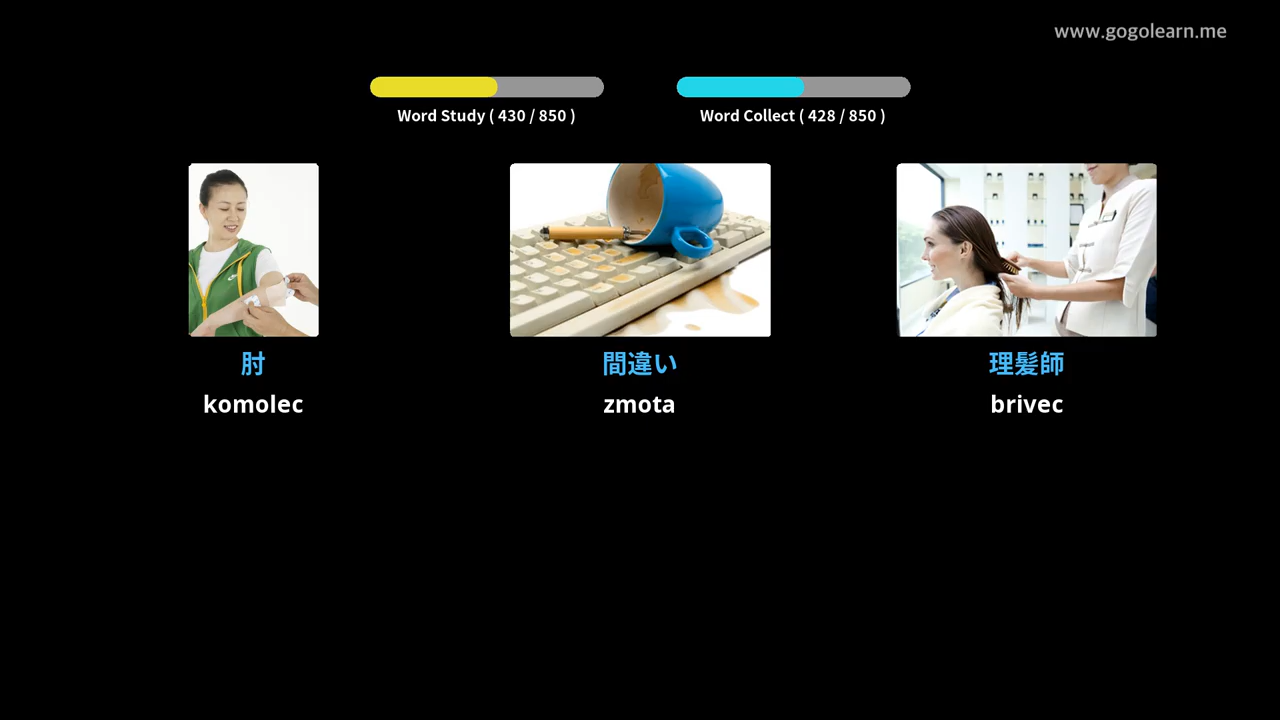 www.gogolearn.me
Word Study ( 430 / 850 )
Word Collect ( 428 / 850 )
肘
komolec
間違い
zmota
理髪師
brivec